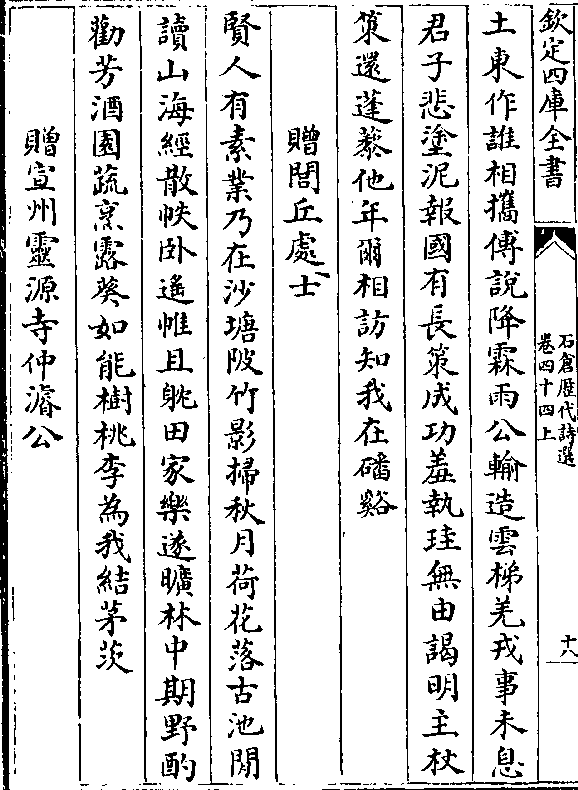 欽定四庫全書
石倉歴代詩選
卷四十四上
十八
土東作誰相攜傅說降霖雨公輸造雲梯羌戎事未息
君子悲塗泥報國有長策成功羞執珪無由謁明主杖
策還蓬藜他年爾相訪知我在磻谿
贈閭丘處士
賢人有素業乃在沙塘陂竹影掃秋月荷花落古池閒
讀山海經散帙卧遙帷且躭田家樂遂曠林中期野酌
勸芳酒園蔬烹露葵如能樹桃李為我結茅茨
贈宣州靈源寺仲濬公